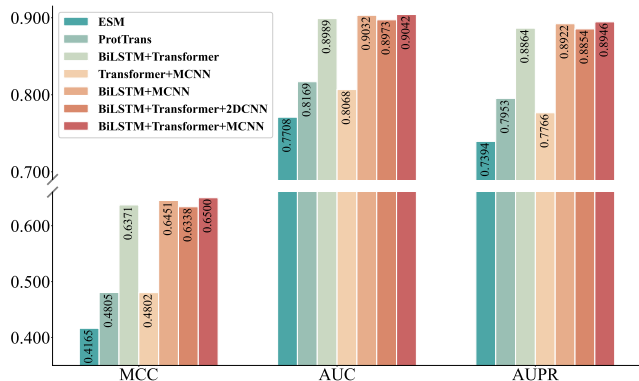 0.900
0.800
0.700
0.600
0.500
0.400
ESM
ProtTrans
BiLSTM+Transformer
Transformer+MCNN
BiLSTM+MCNN
BiLSTM+Transformer+2DCNN
BiLSTM+Transformer+MCNN
0.4165
0.4805
0.6371
0.4802
0.6451
0.6338
0.6500
0.7708
0.8169
0.8989
0.8068
0.9032
0.8973
0.9042
0.7394
0.7953
0.8864
0.7766
0.8922
0.8854
0.8946
MCC
AUC
AUPR